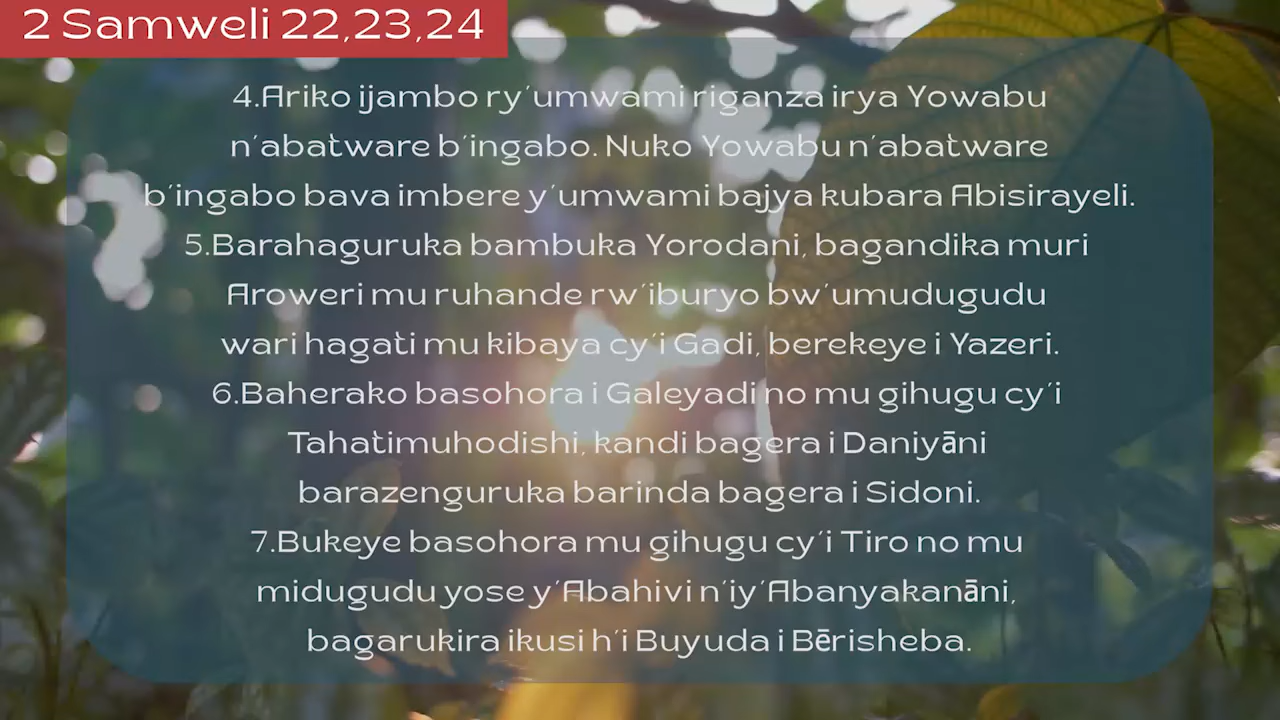 2 Samweli 22,23,24
4.Ariko ijambo ry'umwami riganza irya Yowabu
n'abatware b'ingabo. Nuko Yowabu n'abatware
b'ingabo bava imbere y'umwami bajya kubara Abisirayeli.
5.Barahaguruka bambuka Yorodani, bagandika muri
Aroweri mu ruhande rw'iburyo bw'umudugudu
wari hagati mu kibaya cy'i Gadi, berekeye i Yazeri.
6.Baherako basohora i Galeyadi no mu gihugu cy'i
Tahatimuhodishi, kandi bagera i Daniyāni
barazenguruka barinda bagera i Sidoni.
7.Bukeye basohora mu gihugu cy'i Tiro no mu
midugudu yose y'Abahivi n'iy'Abanyakanāni,
bagarukira ikusi h'i Buyuda i Bērisheba.